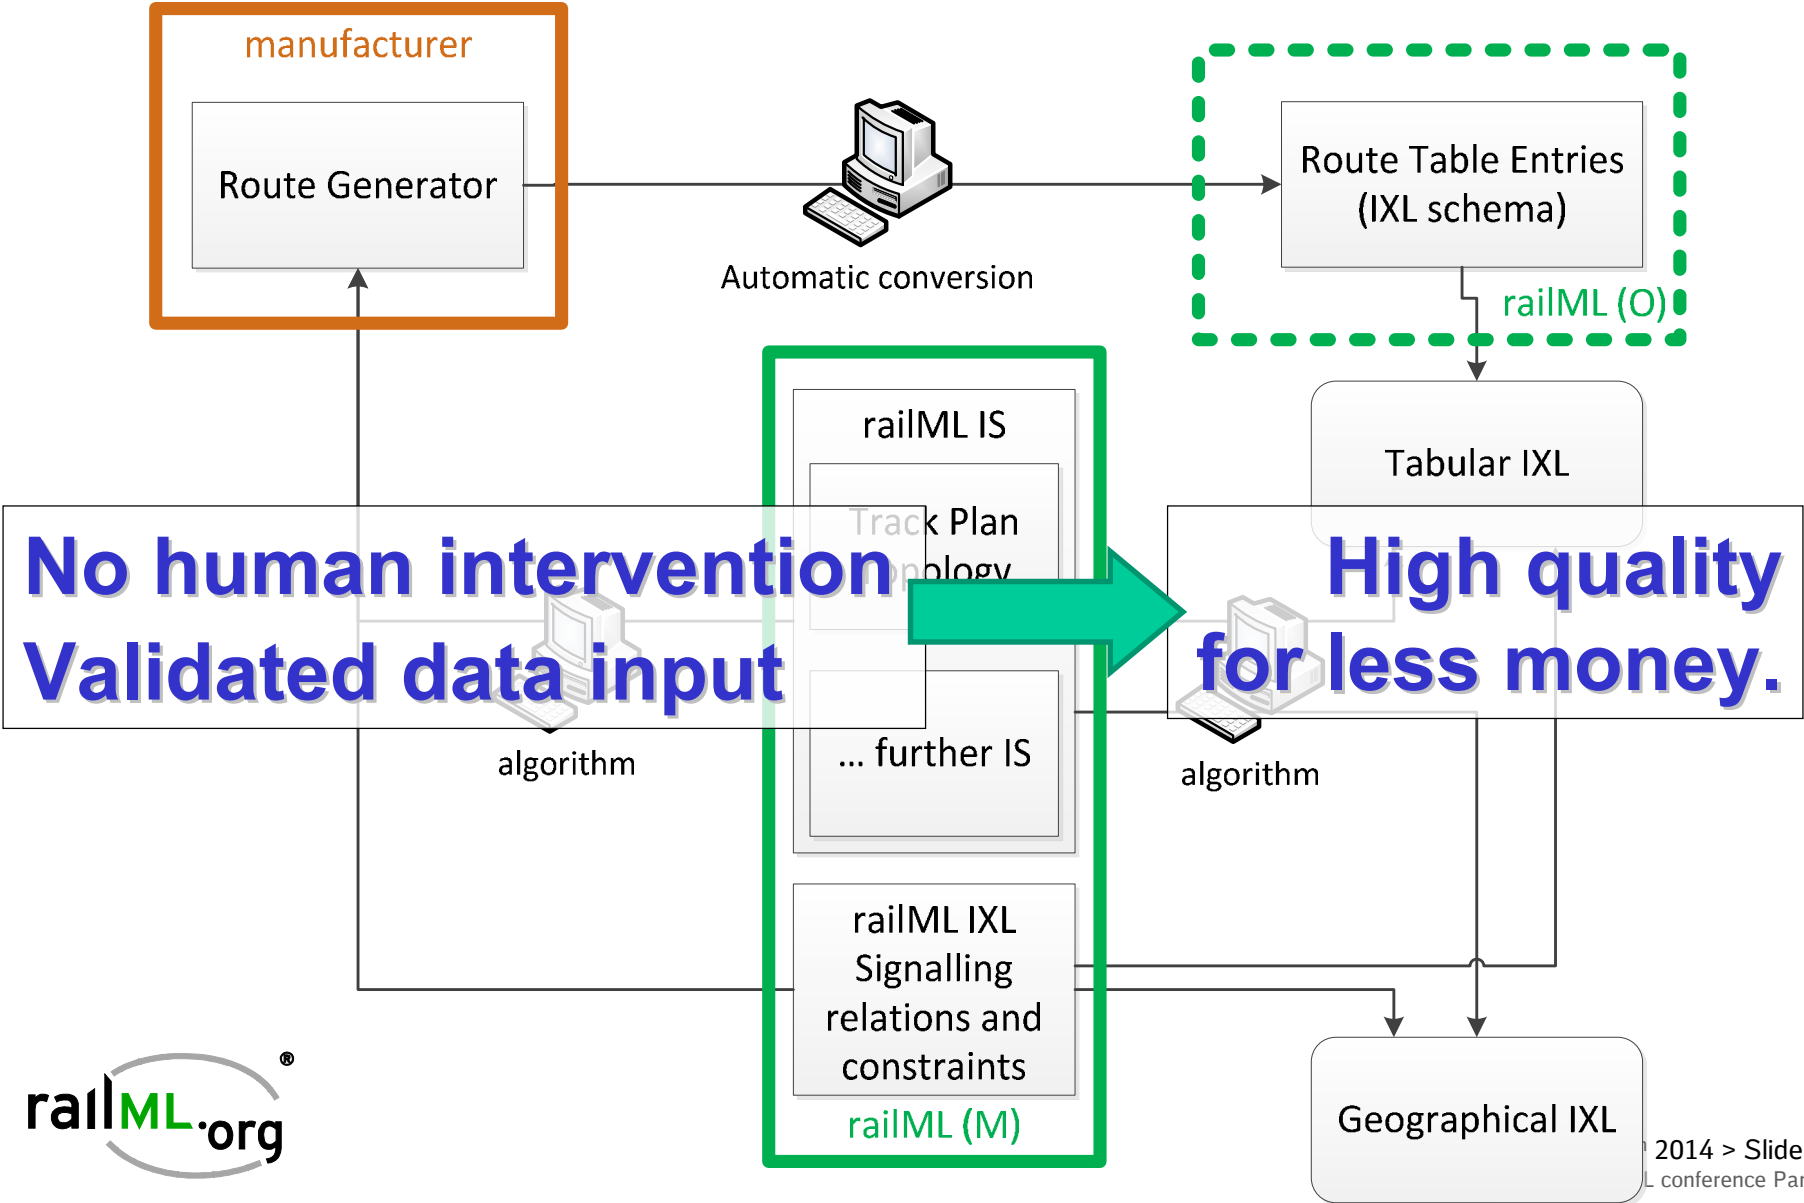 manufacturer
Route Generator
Automatic conversion
Route Table Entries
(IXL schema)
railML (O)
railML IS
Tabular IXL
Track Plan
No human intervention
Validated data input
High quality
for less money.
... further IS
algorithm
algorithm
railML IXL
Signalling
relations and
constraints
railML (M)
Geographical IXL
railML.org®
2014 > Slide
L conference Par